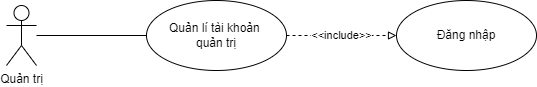 Quản lí tài khoản
quản trị
<<include>>
Đăng nhập
Quản trị